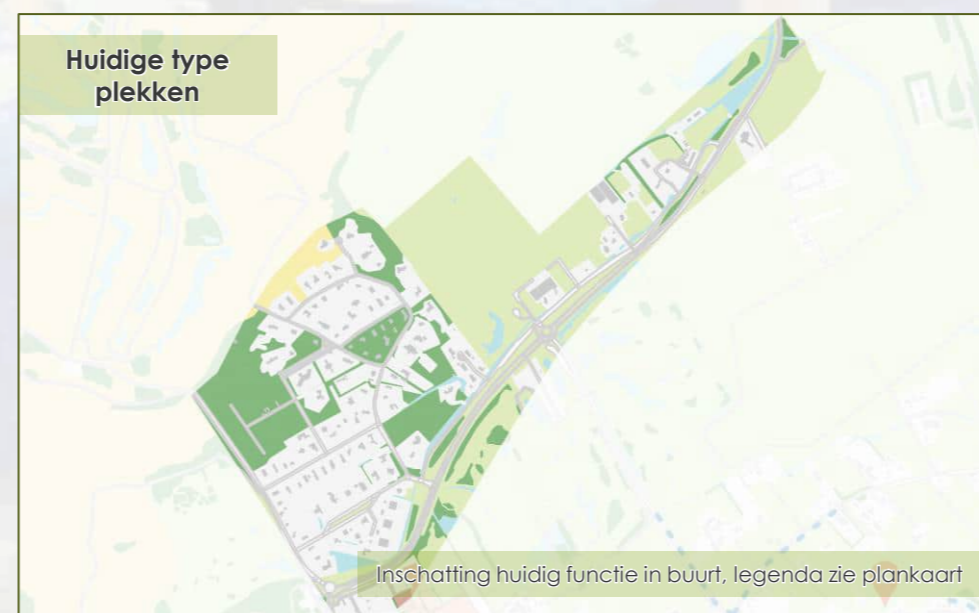 Huidige type
plekken
Inschatting huidig functie in buurt, legenda zie plankaart